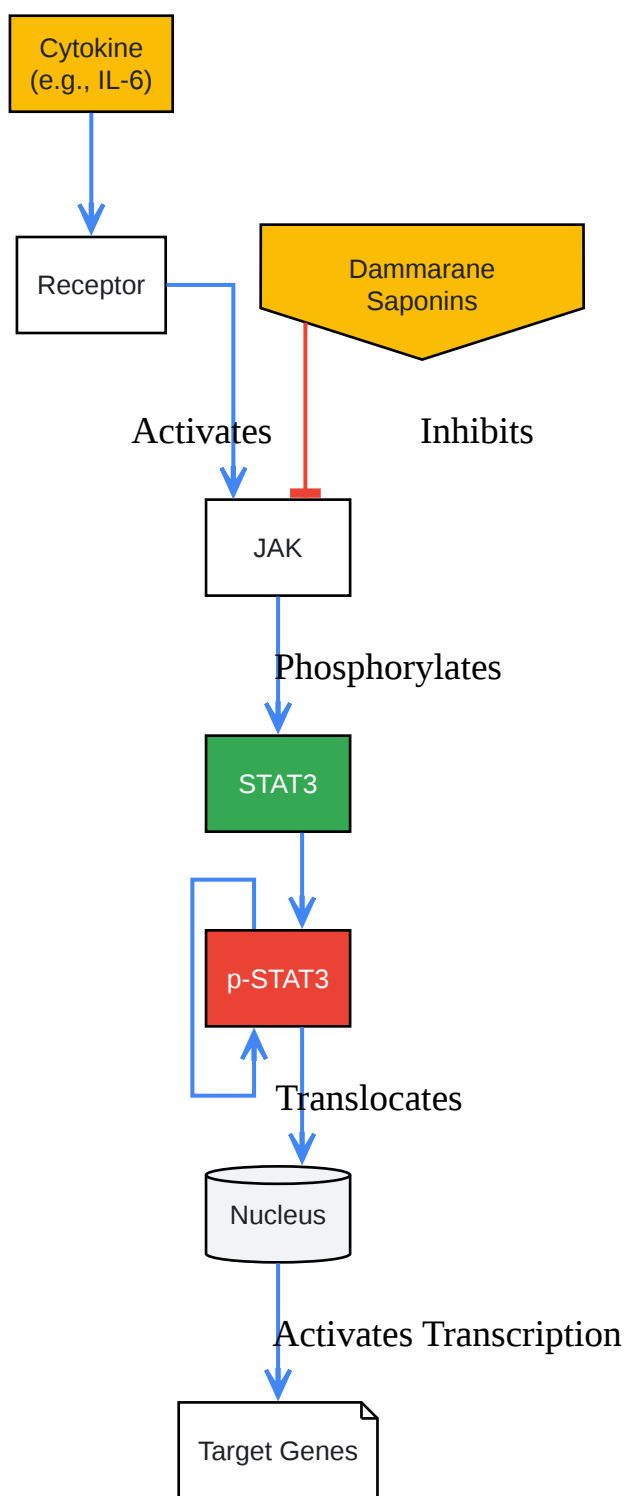 Cytokine
(e.g., IL-6)
Receptor
Dammarane
Saponins
Activates
Inhibits
JAK
Phosphorylates
STAT3
p-STAT3
Translocates
Nucleus
Activates Transcription
Target Genes